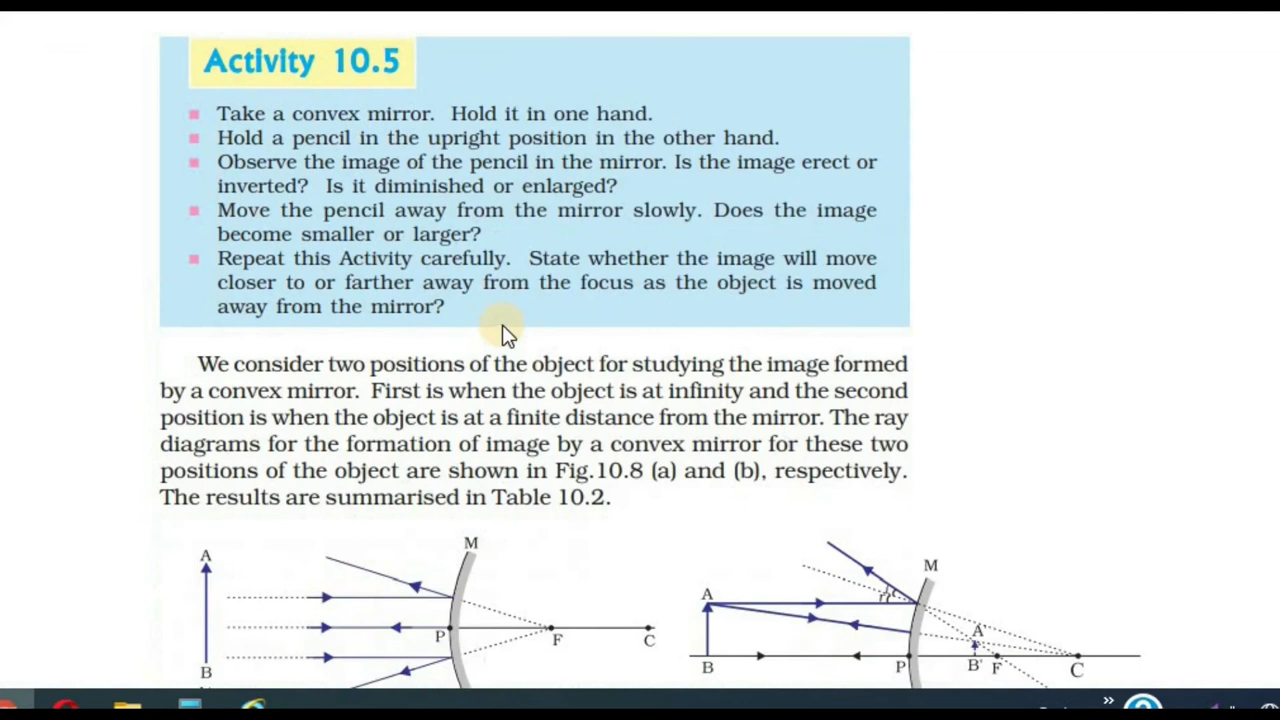 Activity 10.5
Take a convex mirror. Hold it in one hand.
Hold a pencil in the upright position in the other hand.
Observe the image of the pencil in the mirror. Is the image erect or
inverted? Is it diminished or enlarged?
Move the pencil away from the mirror slowly. Does the image
become smaller or larger?
Repeat this Activity carefully. State whether the image will move
closer to or farther away from the focus as the object is moved
away from the mirror?
We consider two positions of the object for studying the image formed
by a convex mirror. First is when the object is at infinity and the second
position is when the object is at a finite distance from the mirror. The ray
diagrams for the formation of image by a convex mirror for these two
positions of the object are shown in Fig.10.8 (a) and (b), respectively.
The results are summarised in Table 10.2.
A
M
P
F
C
B
A
M
A'
B
P
B'
F
C
»
?